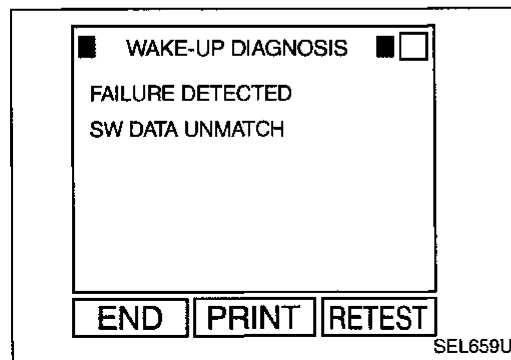 WAKE-UP DIAGNOSIS
FAILURE DETECTED
SW DATA UNMATCH
END PRINT RETEST
SEL659U